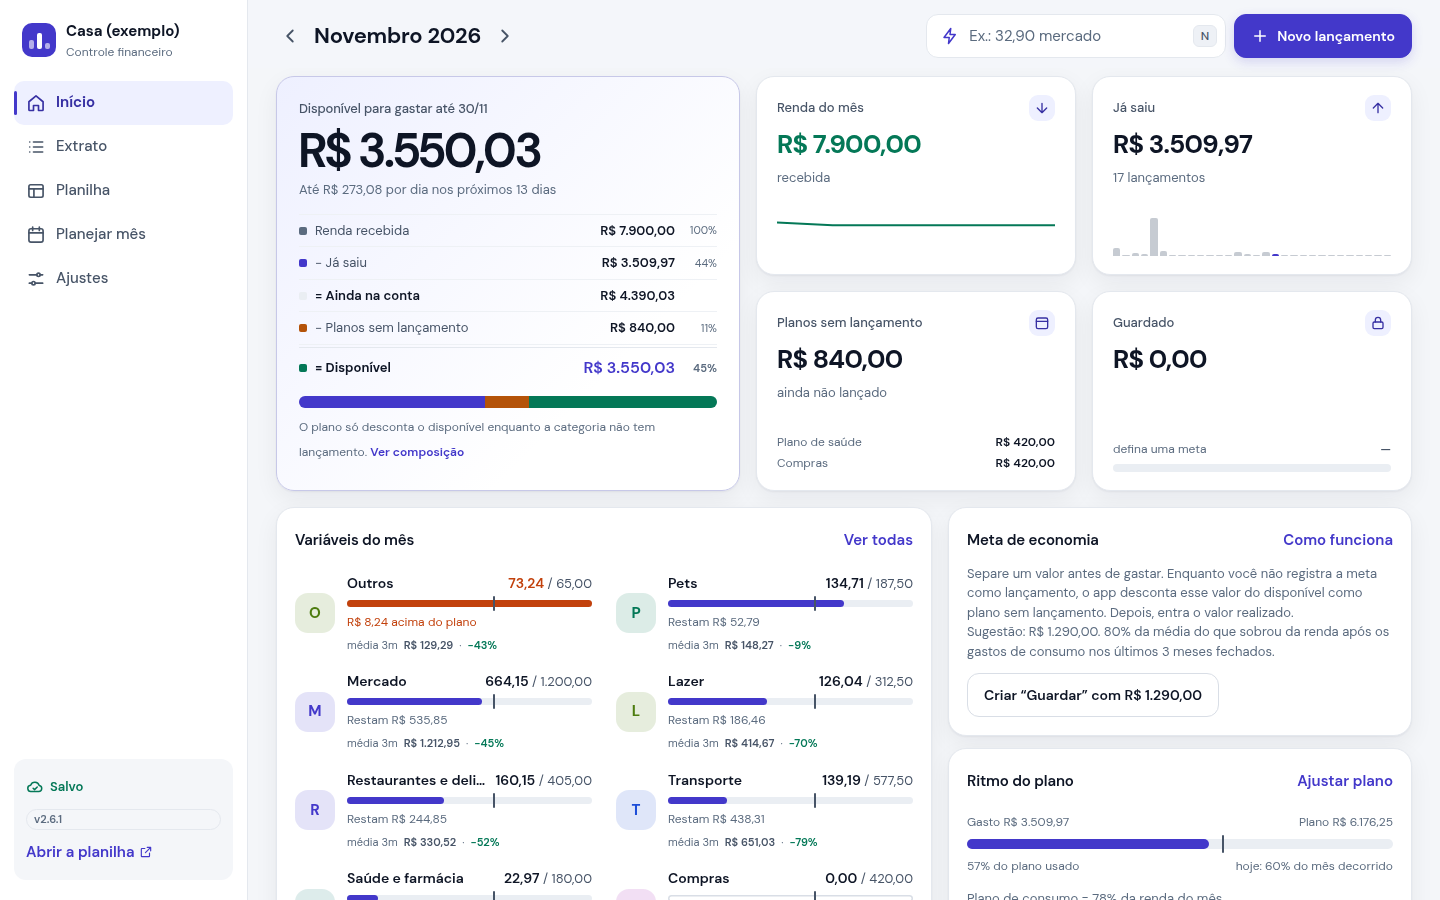 Casa (exemplo)
Controle financeiro
Início
Extrato
Planilha
Planejar mês
Ajustes
Salvo
v2.6.1
Abrir a planilha
Novembro 2026
Ex.: 32,90 mercado
N
Novo lançamento
Disponível para gastar até 30/11
R$ 3.550,03
Até R$ 273,08 por dia nos próximos 13 dias
Renda recebida R$ 7.900,00 100%
- Já saiu R$ 3.509,97 44%
= Ainda na conta R$ 4.390,03
- Planos sem lançamento R$ 840,00 11%
= Disponível R$ 3.550,03 45%
O plano só desconta o disponível enquanto a categoria não tem
lançamento. Ver composição
Renda do mês
R$ 7.900,00
recebida
Já saiu
R$ 3.509,97
17 lançamentos
Planos sem lançamento
R$ 840,00
ainda não lançado
Plano de saúde R$ 420,00
Compras R$ 420,00
Guardado
R$ 0,00
defina uma meta —
Variáveis do mês Ver todas
O
Outros 73,24 / 65,00
R$ 8,24 acima do plano
média 3m R$ 129,29 · -43%
P
Pets 134,71 / 187,50
Restam R$ 52,79
média 3m R$ 148,27 · -9%
M
Mercado 664,15 / 1.200,00
Restam R$ 535,85
média 3m R$ 1.212,95 · -45%
L
Lazer 126,04 / 312,50
Restam R$ 186,46
média 3m R$ 414,67 · -70%
R
Restaurantes e deli... 160,15 / 405,00
Restam R$ 244,85
média 3m R$ 330,52 · -52%
T
Transporte 139,19 / 577,50
Restam R$ 438,31
média 3m R$ 651,03 · -79%
Saúde e farmácia 22,97 / 180,00
Compras 0,00 / 420,00
Meta de economia Como funciona
Separe um valor antes de gastar. Enquanto você não registra a meta
como lançamento, o app desconta esse valor do disponível como
plano sem lançamento. Depois, entra o valor realizado.
Sugestão: R$ 1.290,00. 80% da média do que sobrou da renda após os
gastos de consumo nos últimos 3 meses fechados.
Criar “Guardar” com R$ 1.290,00
Ritmo do plano Ajustar plano
Gasto R$ 3.509,97 Plano R$ 6.176,25
57% do plano usado hoje: 60% do mês decorrido
Plano de consumo = 78% da renda do mês